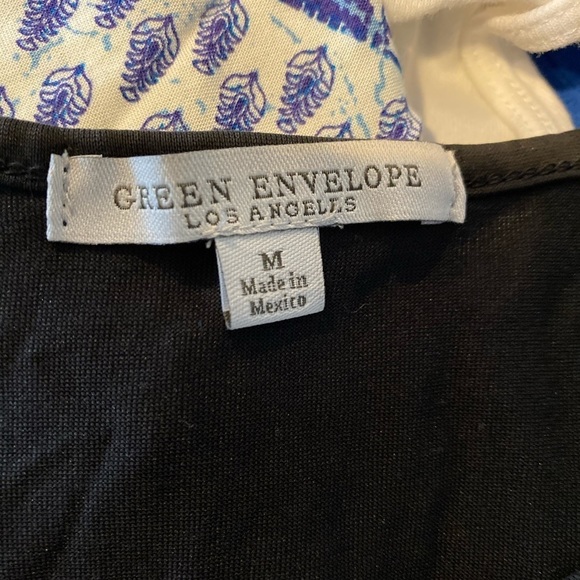 GREEN ENVELOPE
LOS ANGELES
M
Made in
Mexico